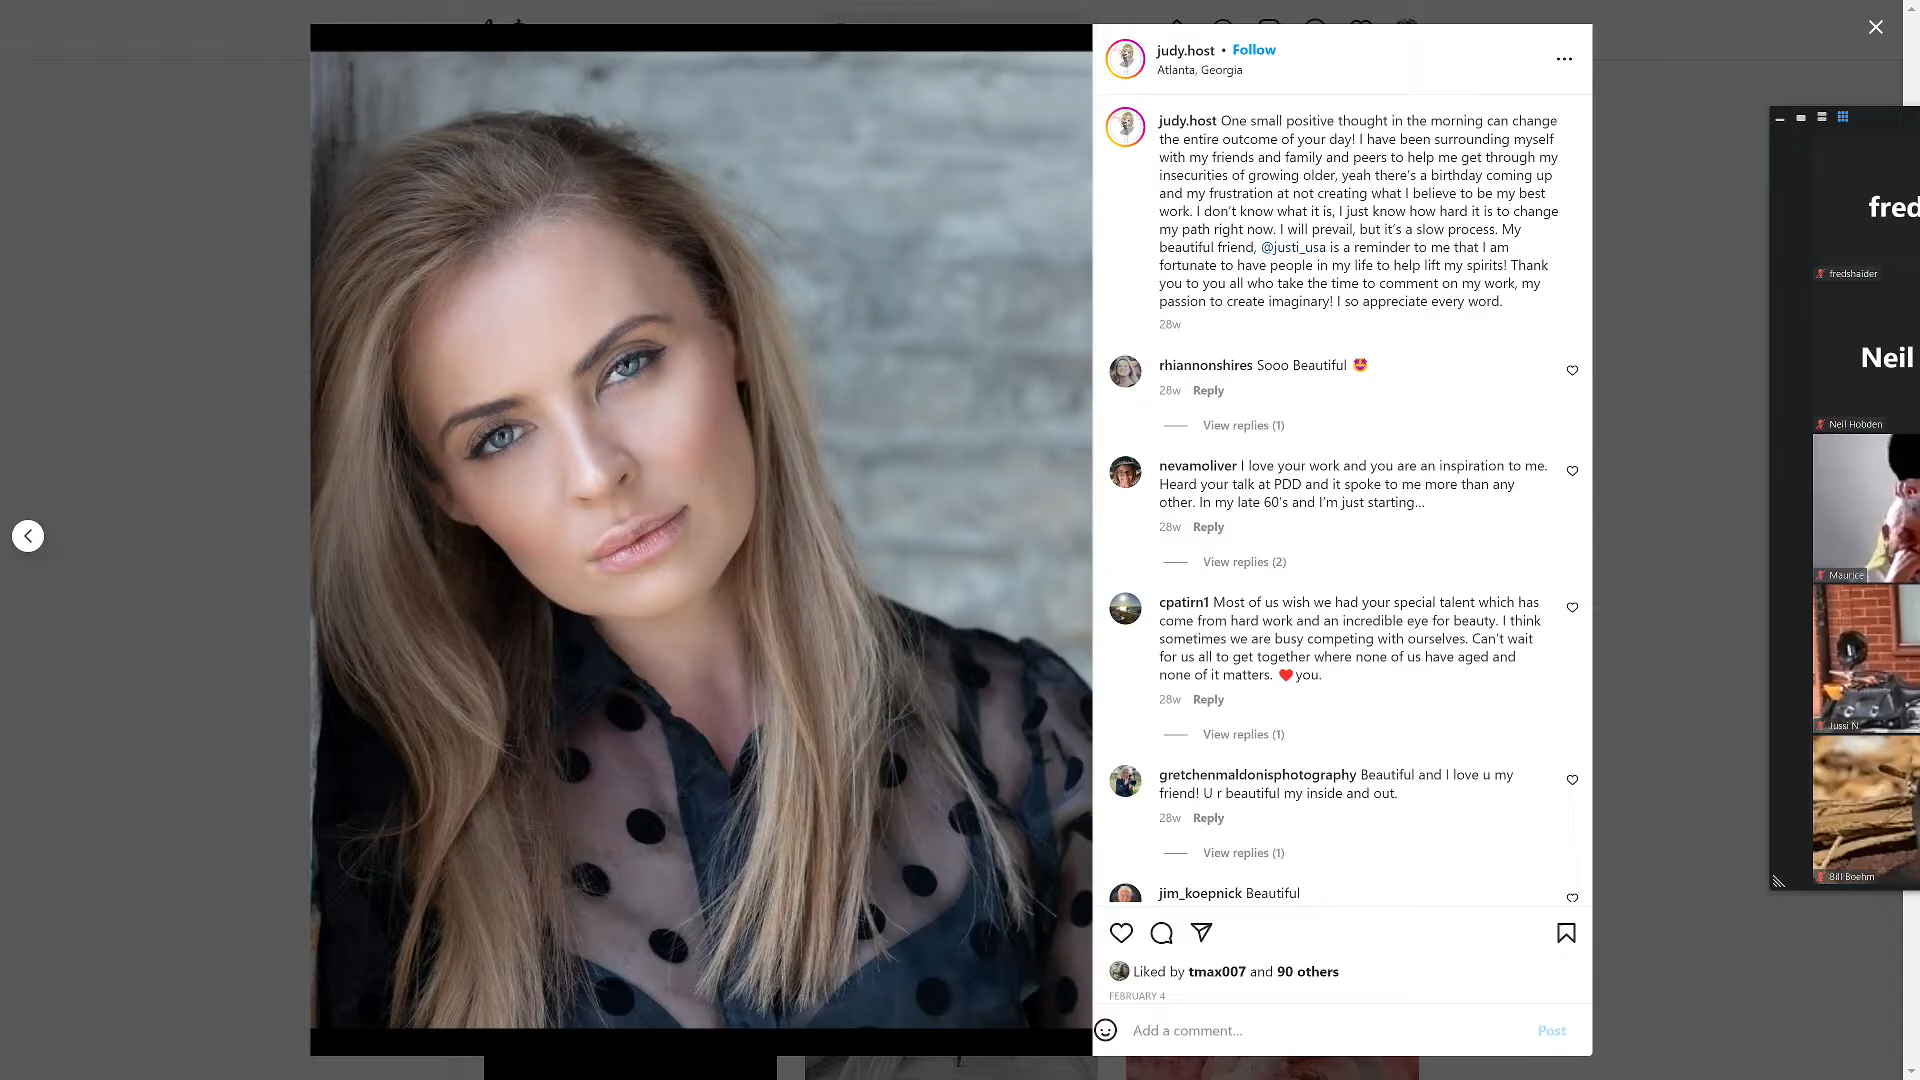 judy.host • Follow
Atlanta, Georgia
judy.host One small positive thought in the morning can change
the entire outcome of your day! I have been surrounding myself
with my friends and family and peers to help me get through my
insecurities of growing older, yeah there's a birthday coming up
and my frustration at not creating what I believe to be my best
work. I don't know what it is, I just know how hard it is to change
my path right now. I will prevail, but it's a slow process. My
beautiful friend, @justi_usa is a reminder to me that I am
fortunate to have people in my life to help lift my spirits! Thank
you to you all who take the time to comment on my work, my
passion to create imaginary! I so appreciate every word.
28w
rhiannonshires Sooo Beautiful 🤩
28w Reply
View replies (1)
nevamoliver I love your work and you are an inspiration to me.
Heard your talk at PDD and it spoke to me more than any
other. In my late 60's and I'm just starting...
28w Reply
View replies (2)
cpatirn1 Most of us wish we had your special talent which has
come from hard work and an incredible eye for beauty. I think
sometimes we are busy competing with ourselves. Can't wait
for us all to get together where none of us have aged and
none of it matters. ❤️you.
28w Reply
View replies (1)
gretchenmaldonisphotography Beautiful and I love u my
friend! U r beautiful my inside and out.
28w Reply
View replies (1)
jim_koepnick Beautiful
Liked by tmax007 and 90 others
FEBRUARY 4
Add a comment...
Post
fred
fredshaider
Neil
Neil Hobden
Maurice
Jussi N
Bill Boehm